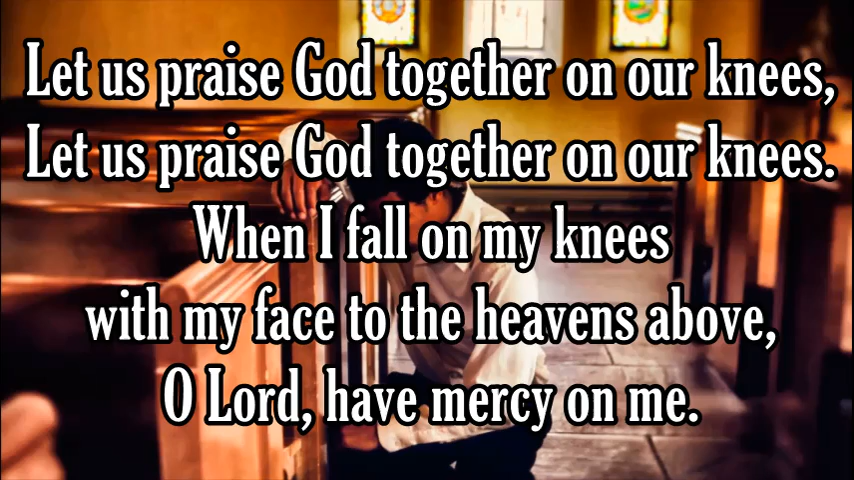 Let us praise God together on our knees,
Let us praise God together on our knees.
When I fall on my knees
with my face to the heavens above,
O Lord, have mercy on me.